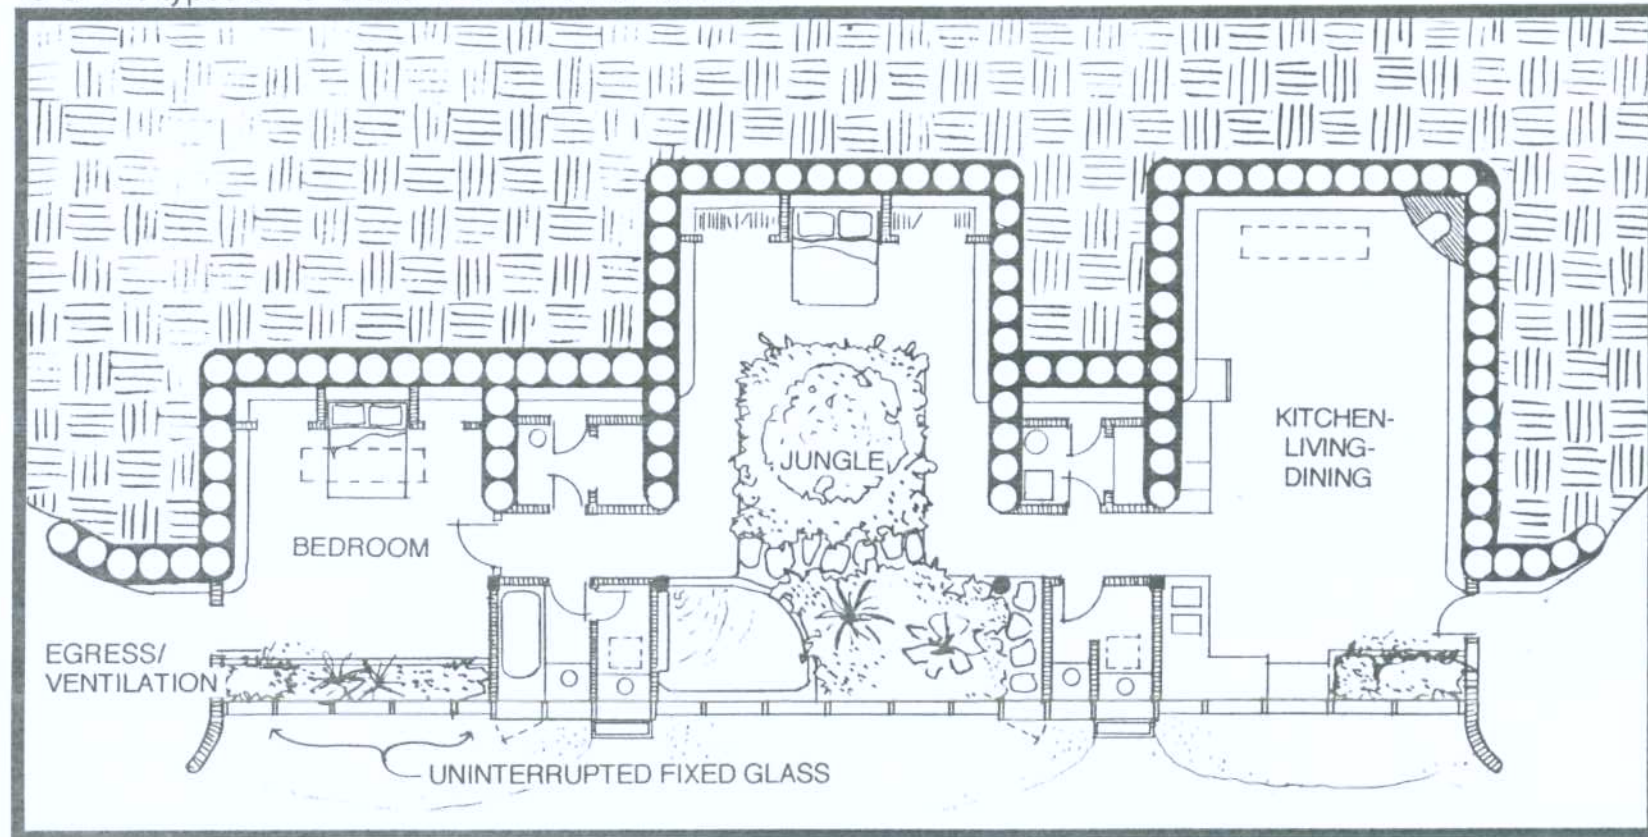 JUNGLE
KITCHEN-
LIVING-
DINING
BEDROOM
EGRESS/
VENTILATION
UNINTERRUPTED FIXED GLASS